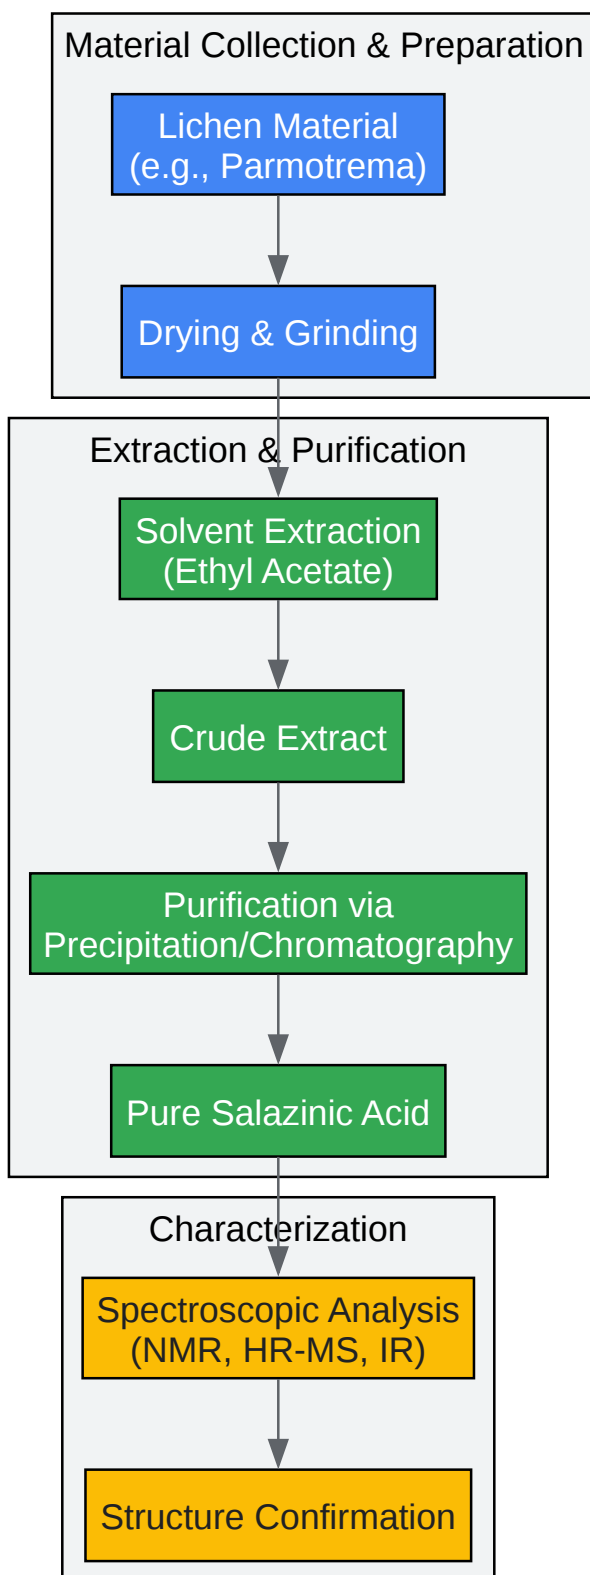 Material Collection & Preparation
Lichen Material
(e.g., Parmotrema)
Drying & Grinding
Extraction & Purification
Solvent Extraction
(Ethyl Acetate)
Crude Extract
Purification via
Precipitation/Chromatography
Pure Salazinic Acid
Characterization
Spectroscopic Analysis
(NMR, HR-MS, IR)
Structure Confirmation